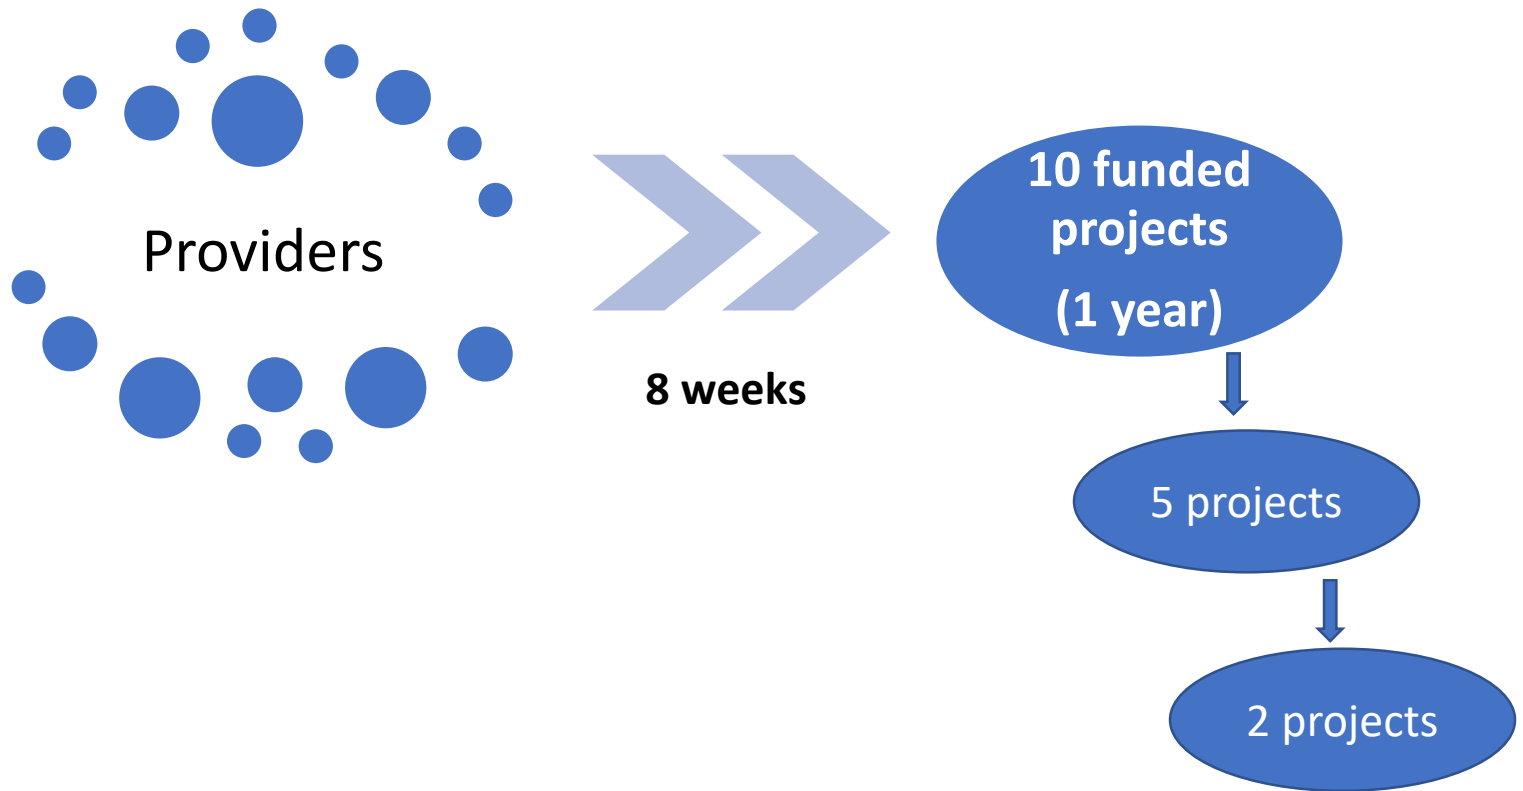 Providers
8 weeks
10 funded
projects
(1 year)
5 projects
2 projects